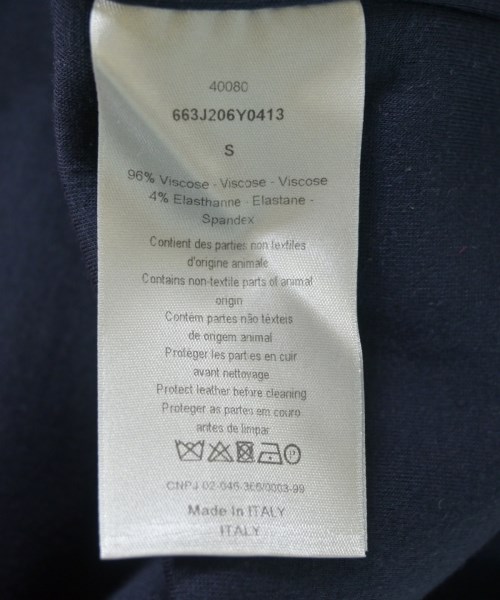 40080
663J206Y0413
S
96% Viscose - Viscose - Viscose
4% Elasthanne - Elastane -
Spandex
Contient des parties non textiles
d'origine animale
Contains non-textile parts of animal
origin
Contém partes não têxteis
de origem animal
Protéger les parties en cuir
avant nettoyage
Protect leather before cleaning
Proteger as partes em couro
antes de limpar
CNPJ 02-046-366/0003-99
Made in ITALY
ITALY